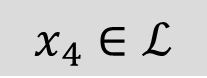 𝑥₄ ∈ ℒ